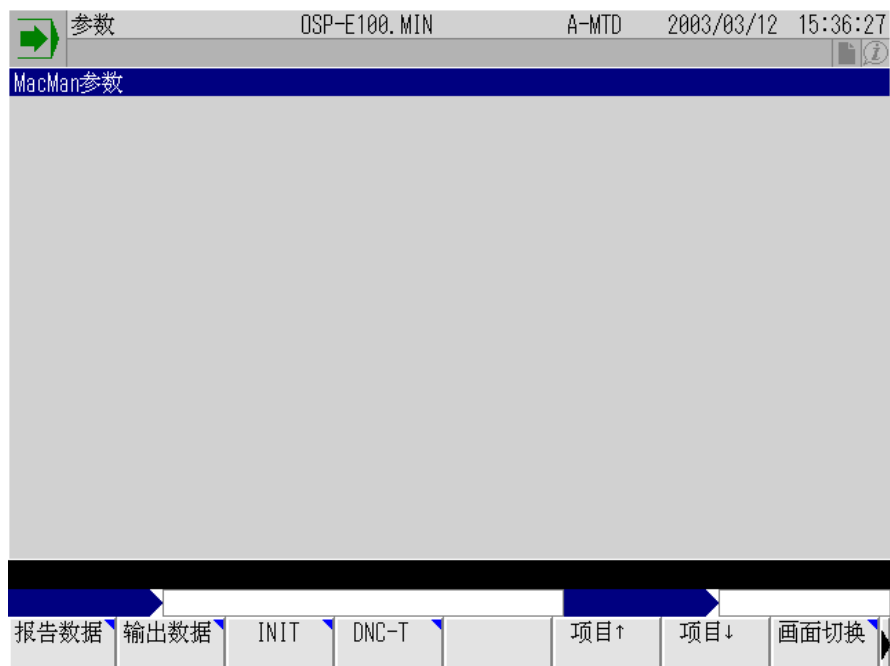 参数 OSP-E100.MIN A-MTD 2003/03/12 15:36:27
MacMan参数
报告数据 输出数据 INIT DNC-T 项目↑ 项目↓ 画面切换